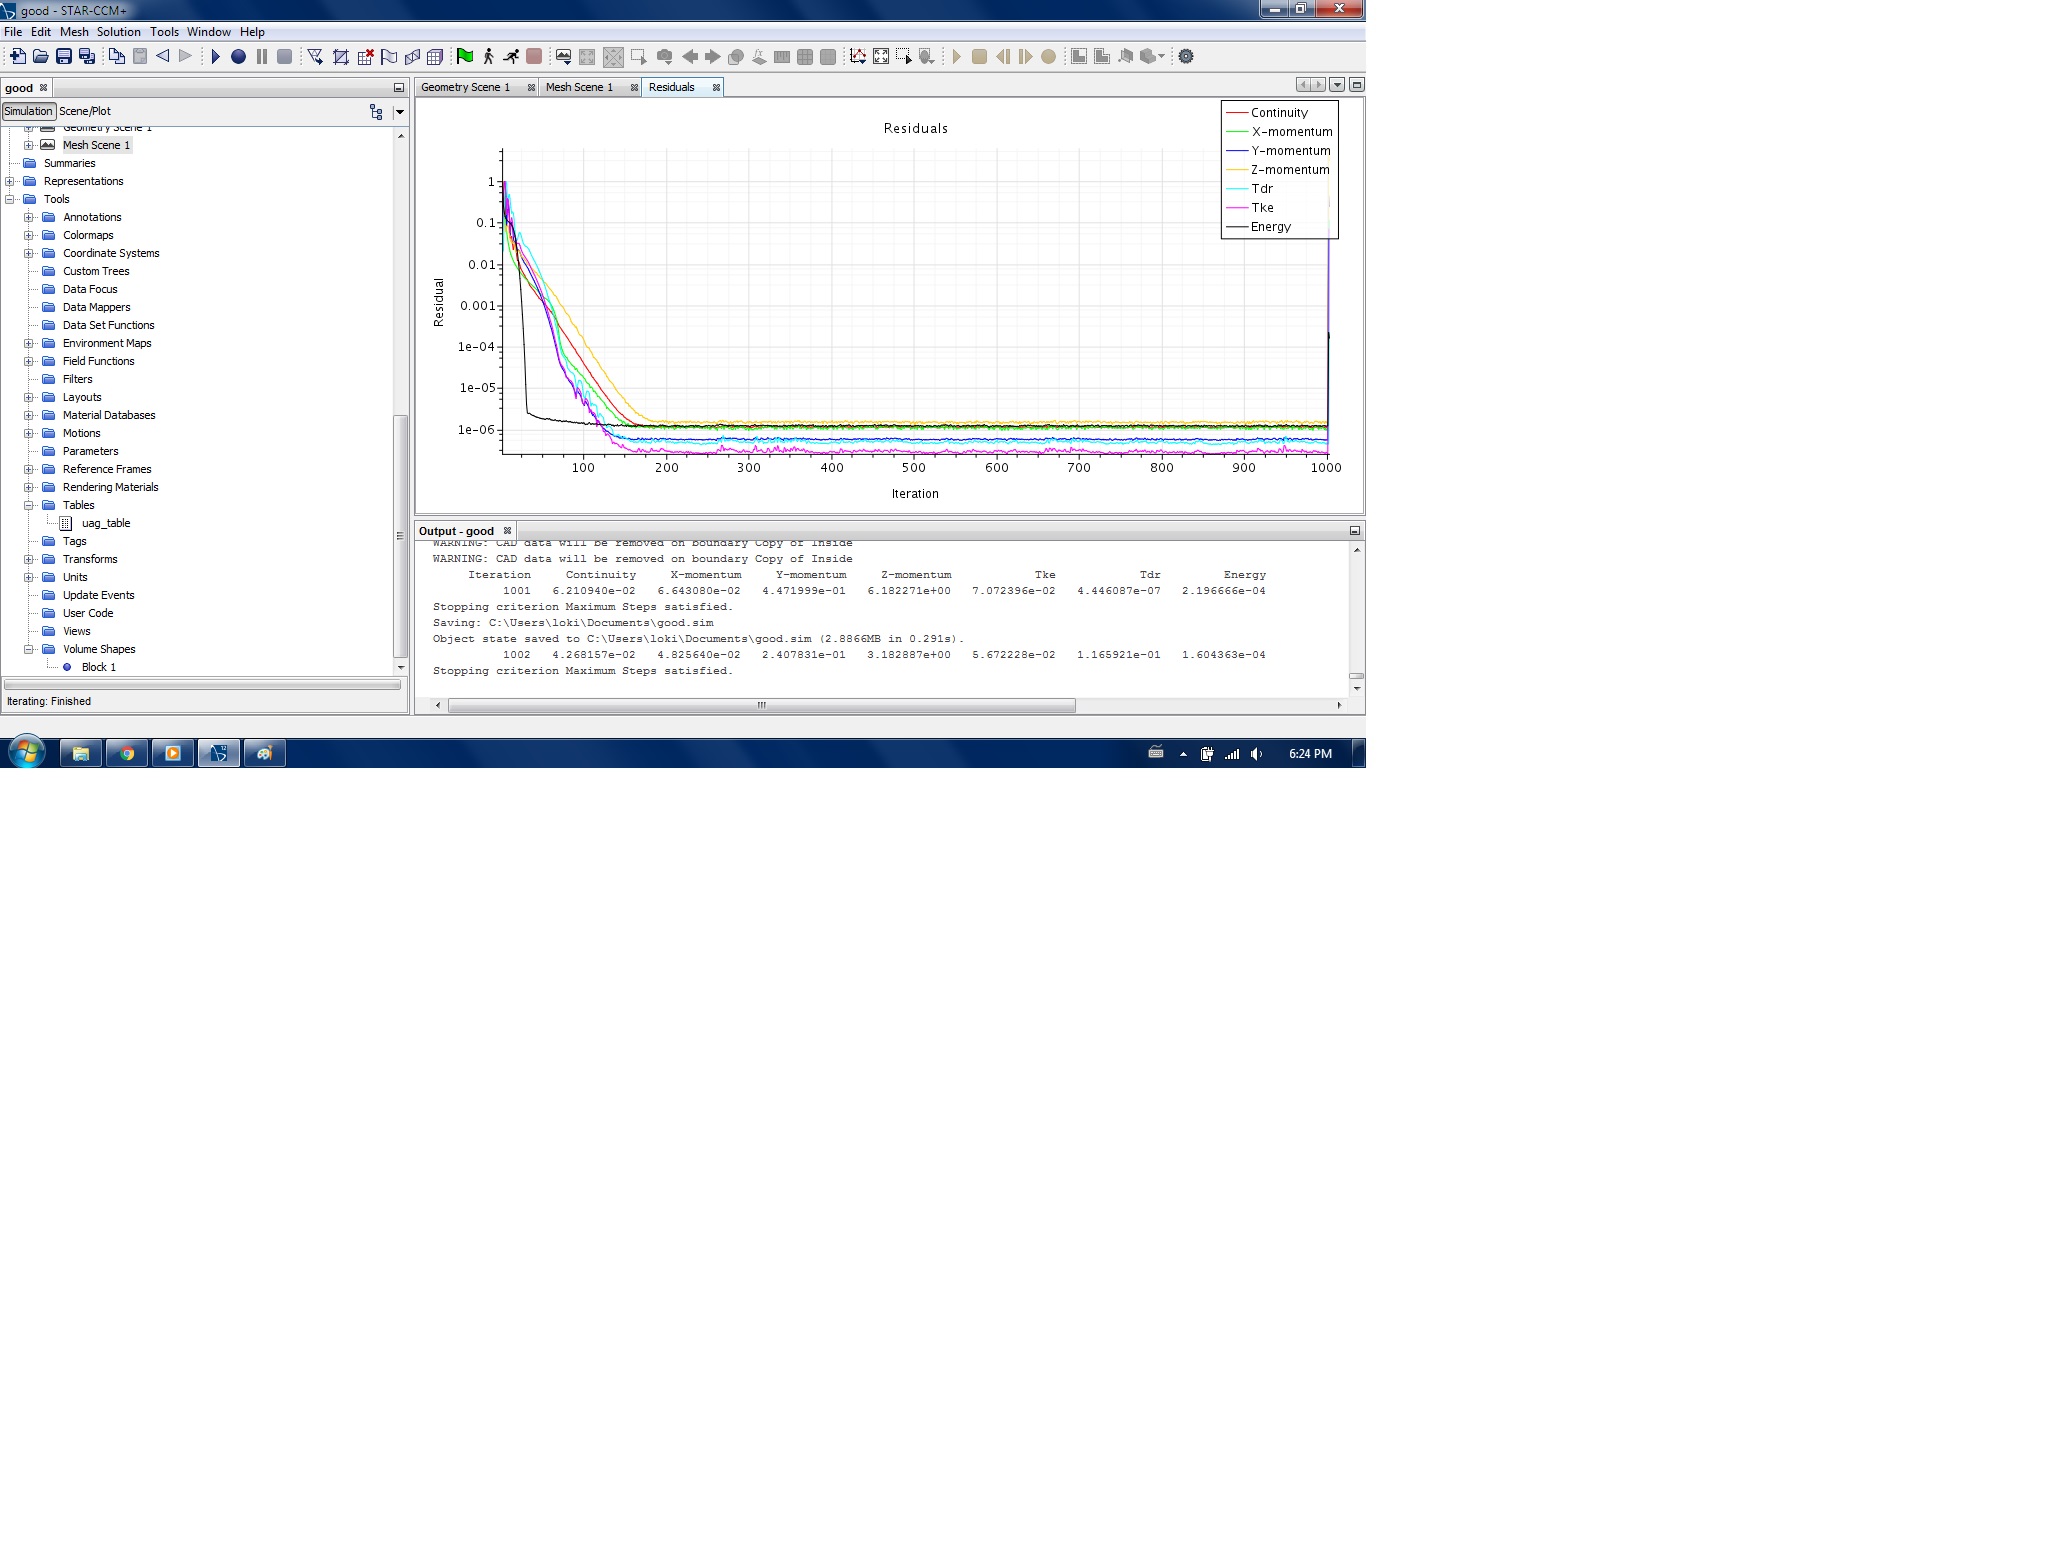 good - STAR-CCM+
File Edit Mesh Solution Tools Window Help
good
Simulation Scene/Plot
Geometry Scene 1
Mesh Scene 1
Summaries
Representations
Tools
Annotations
Colormaps
Coordinate Systems
Custom Trees
Data Focus
Data Mappers
Data Set Functions
Environment Maps
Field Functions
Filters
Layouts
Material Databases
Motions
Parameters
Reference Frames
Rendering Materials
Tables
uag_table
Tags
Transforms
Units
Update Events
User Code
Views
Volume Shapes
Block 1
Iterating: Finished
Geometry Scene 1 Mesh Scene 1 Residuals
Residuals
Continuity
X-momentum
Y-momentum
Z-momentum
Tdr
Tke
Energy
Residual
1
0.1
0.01
0.001
1e-04
1e-05
1e-06
100 200 300 400 500 600 700 800 900 1000
Iteration
Output - good
WARNING: CAD data will be removed on boundary Copy of Inside
WARNING: CAD data will be removed on boundary Copy of Inside
Iteration Continuity X-momentum Y-momentum Z-momentum Tke Tdr Energy
1001 6.210940e-02 6.643080e-02 4.471999e-01 6.182271e+00 7.072396e-02 4.446087e-07 2.196666e-04
Stopping criterion Maximum Steps satisfied.
Saving: C:\Users\loki\Documents\good.sim
Object state saved to C:\Users\loki\Documents\good.sim (2.8866MB in 0.291s).
1002 4.268157e-02 4.825640e-02 2.407831e-01 3.182887e+00 5.672228e-02 1.165921e-01 1.604363e-04
Stopping criterion Maximum Steps satisfied.
6:24 PM